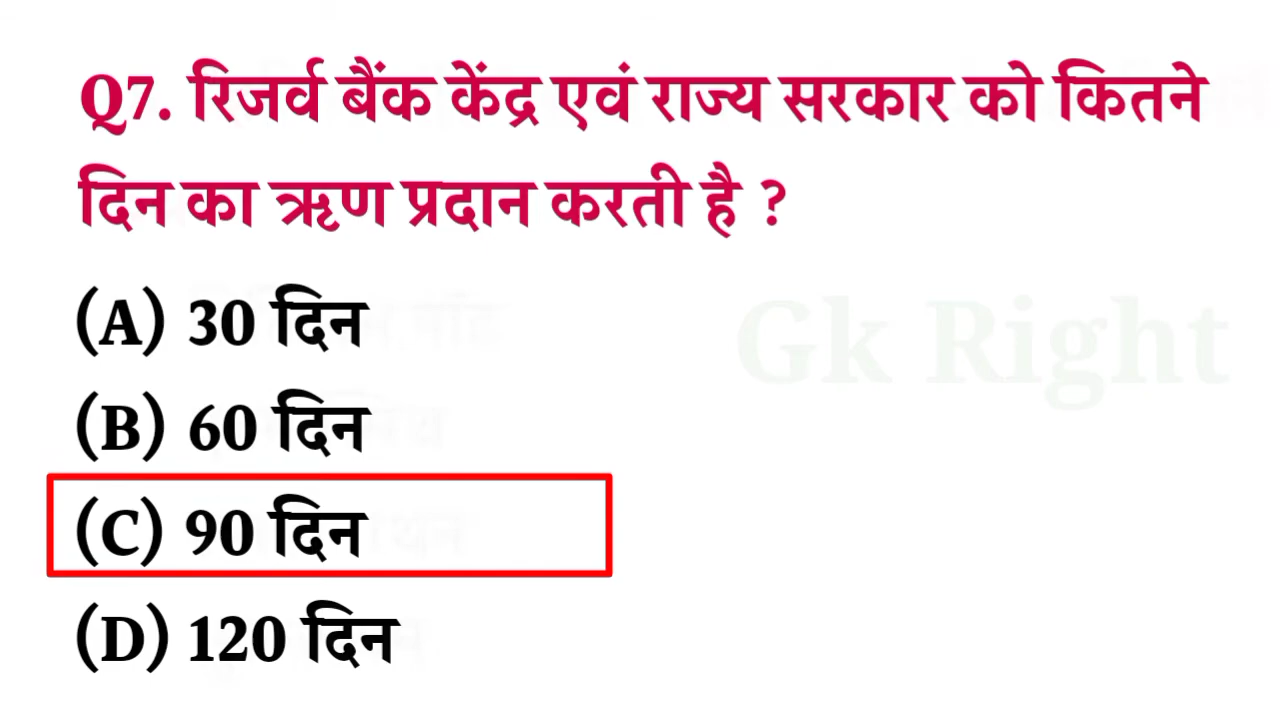 Q7. रिजर्व बैंक केंद्र एवं राज्य सरकार को कितने
दिन का ऋण प्रदान करती है ?
(A) 30 दिन
Gk Right
(B) 60 दिन
(C) 90 दिन
(D) 120 दिन